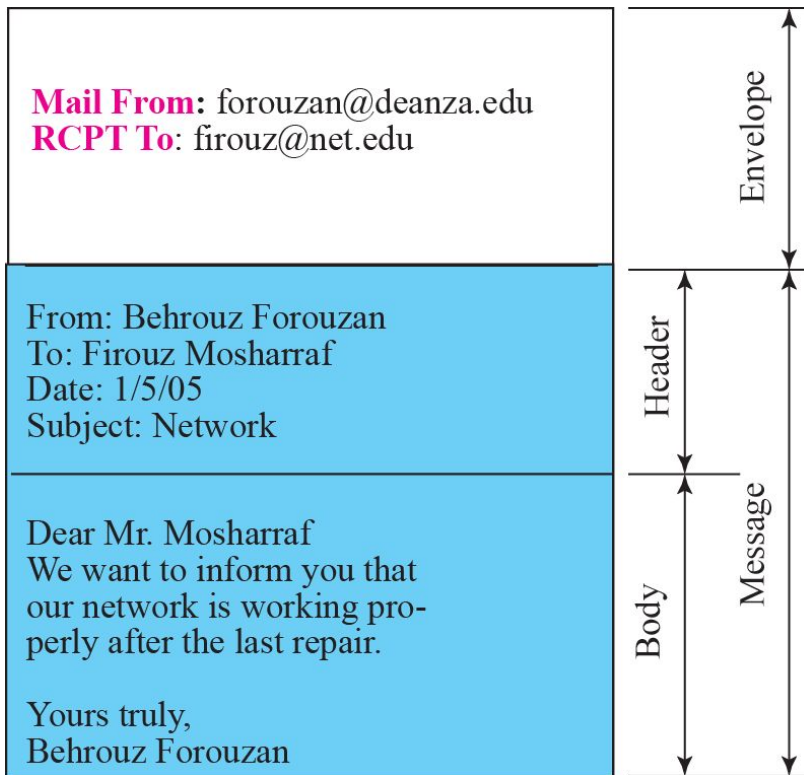 Mail From: forouzan@deanza.edu
RCPT To: firouz@net.edu
Envelope
From: Behrouz Forouzan
To: Firouz Mosharraf
Date: 1/5/05
Subject: Network
Header
Dear Mr. Mosharraf
We want to inform you that
our network is working pro-
perly after the last repair.
Yours truly,
Behrouz Forouzan
Body
Message